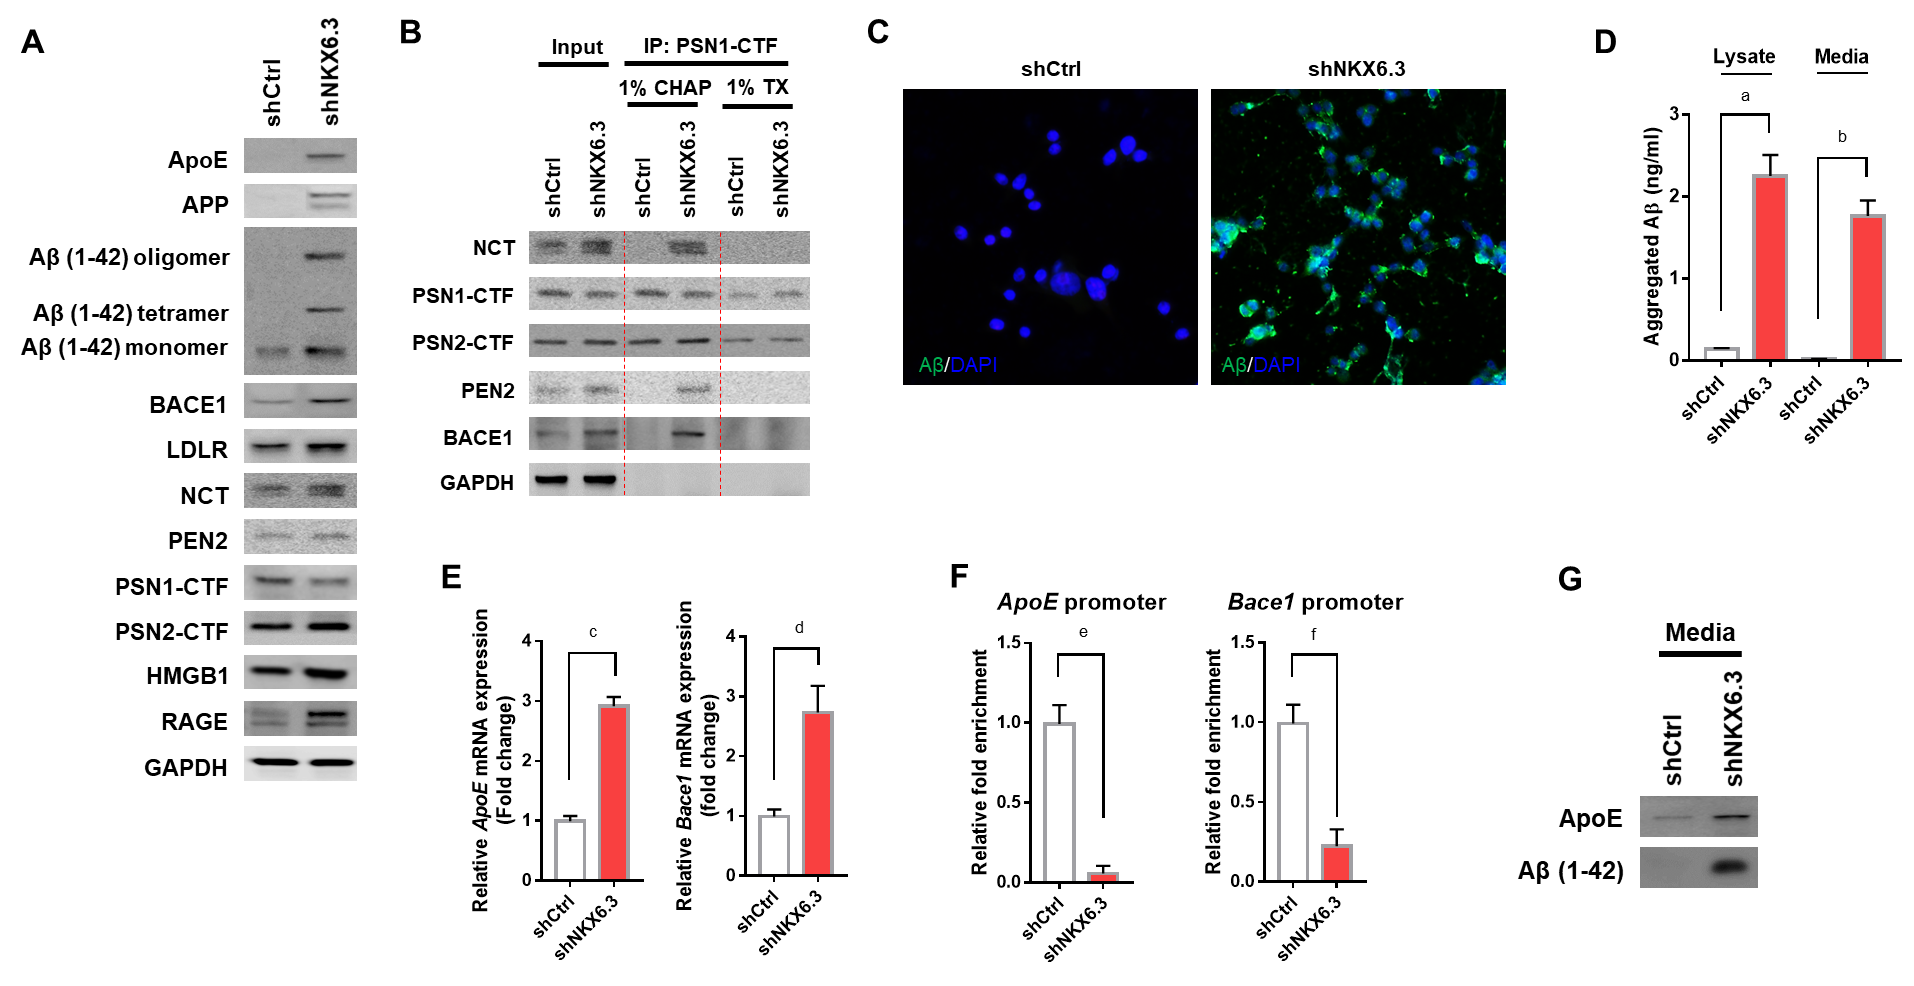 A
shCtrl
shNKX6.3
ApoE
APP
Aβ (1-42) oligomer
Aβ (1-42) tetramer
Aβ (1-42) monomer
BACE1
LDLR
NCT
PEN2
PSN1-CTF
PSN2-CTF
HMGB1
RAGE
GAPDH
B
Input
IP: PSN1-CTF
1% CHAP
1% TX
shCtrl
shNKX6.3
shCtrl
shNKX6.3
shCtrl
shNKX6.3
NCT
PSN1-CTF
PSN2-CTF
PEN2
BACE1
GAPDH
C
shCtrl
shNKX6.3
Aβ/DAPI
Aβ/DAPI
D
Lysate
Media
a
b
Aggregated Aβ (ng/ml)
3
2
1
0
shCtrl
shNKX6.3
shCtrl
shNKX6.3
E
Relative ApoE mRNA expression
(Fold change)
c
4
3
2
1
0
shCtrl
shNKX6.3
Relative Bace1 mRNA expression
(fold change)
d
4
3
2
1
0
shCtrl
shNKX6.3
F
ApoE promoter
Relative fold enrichment
e
1.5
1.0
0.5
0.0
shCtrl
shNKX6.3
Bace1 promoter
Relative fold enrichment
f
1.5
1.0
0.5
0.0
shCtrl
shNKX6.3
G
Media
shCtrl
shNKX6.3
ApoE
Aβ (1-42)